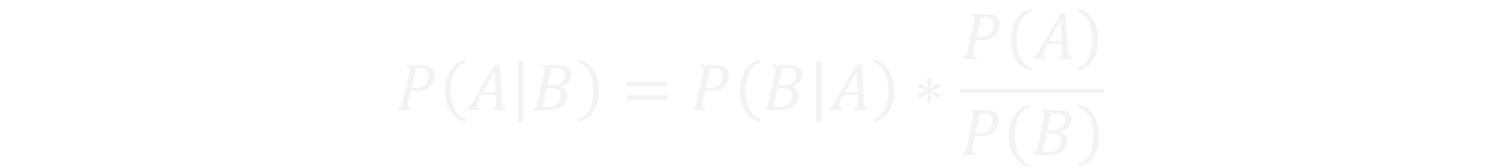 P(A|B) = P(B|A) * P(A)/P(B)